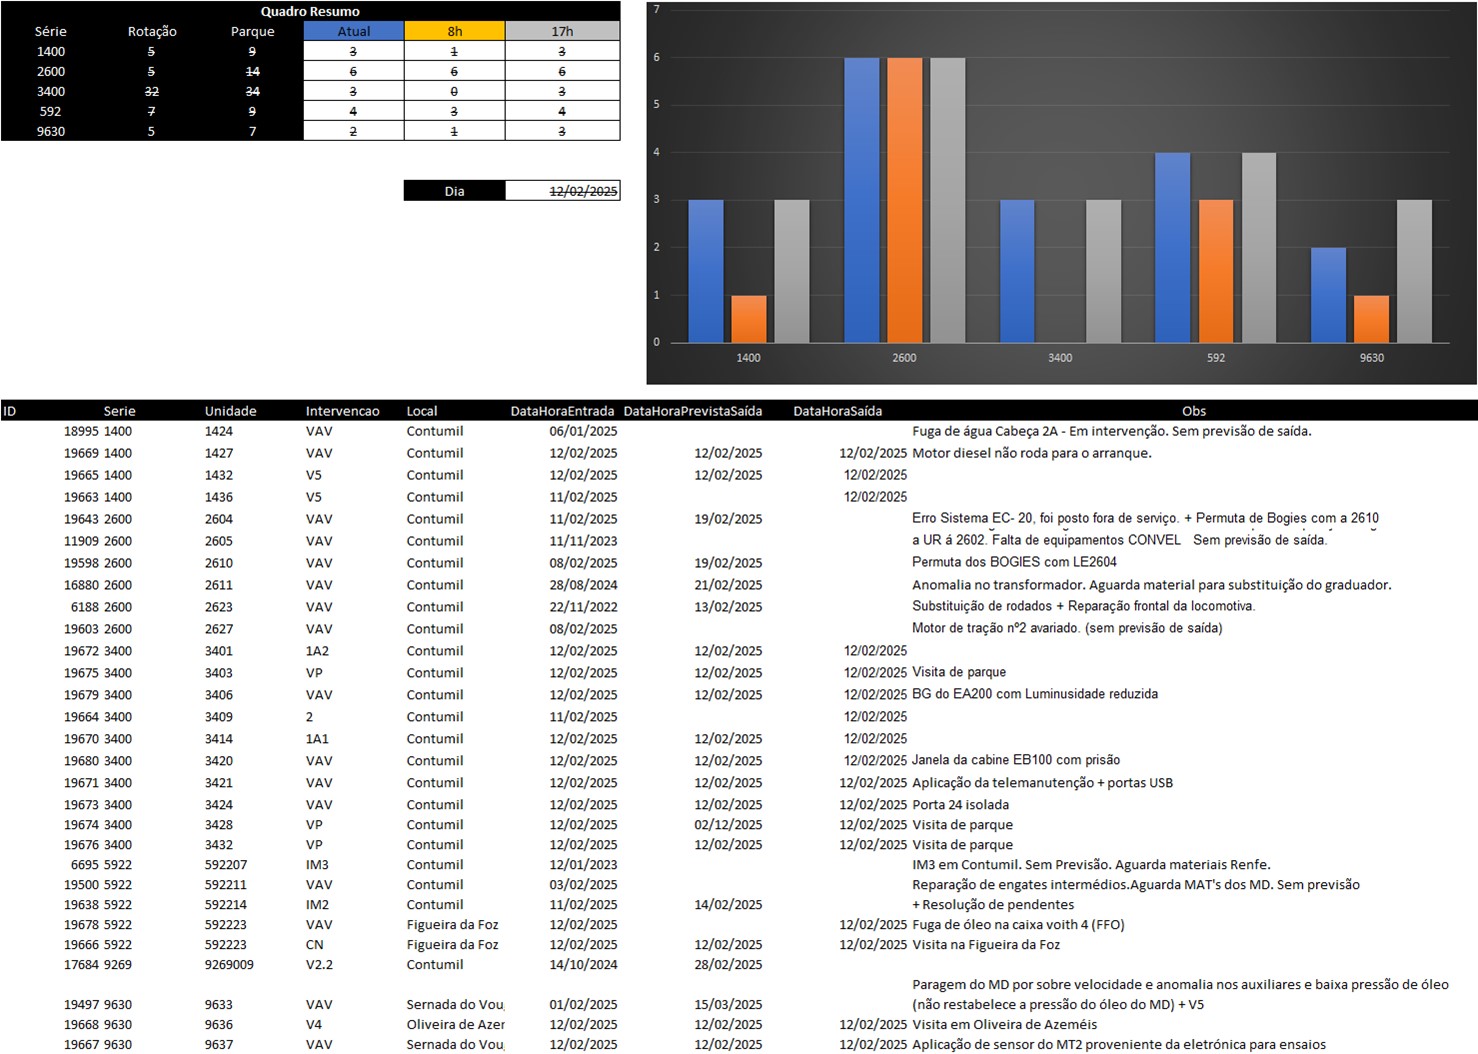 Quadro Resumo
Série Rotação Parque Atual 8h 17h
1400 5 9 3 1 3
2600 5 14 6 6 6
3400 32 34 3 0 3
592 7 9 4 3 4
9630 5 7 2 1 3
Dia 12/02/2025
7
6
5
4
3
2
1
0
1400 2600 3400 592 9630
ID Serie Unidade Intervencao Local DataHoraEntrada DataHoraPrevistaSaída DataHoraSaída Obs
18995 1400 1424 VAV Contumil 06/01/2025 Fuga de água Cabeça 2A - Em intervenção. Sem previsão de saída.
19669 1400 1427 VAV Contumil 12/02/2025 12/02/2025 12/02/2025 Motor diesel não roda para o arranque.
19665 1400 1432 V5 Contumil 12/02/2025 12/02/2025 12/02/2025
19663 1400 1436 V5 Contumil 11/02/2025 12/02/2025
19643 2600 2604 VAV Contumil 11/02/2025 19/02/2025 Erro Sistema EC- 20, foi posto fora de serviço. + Permuta de Bogies com a 2610
11909 2600 2605 VAV Contumil 11/11/2023 a UR á 2602. Falta de equipamentos CONVEL Sem previsão de saída.
19598 2600 2610 VAV Contumil 08/02/2025 19/02/2025 Permuta dos BOGIES com LE2604
16880 2600 2611 VAV Contumil 28/08/2024 21/02/2025 Anomalia no transformador. Aguarda material para substituição do graduador.
6188 2600 2623 VAV Contumil 22/11/2022 13/02/2025 Substituição de rodados + Reparação frontal da locomotiva.
19603 2600 2627 VAV Contumil 08/02/2025 Motor de tração nº2 avariado. (sem previsão de saída)
19672 3400 3401 1A2 Contumil 12/02/2025 12/02/2025 12/02/2025
19675 3400 3403 VP Contumil 12/02/2025 12/02/2025 12/02/2025 Visita de parque
19679 3400 3406 VAV Contumil 12/02/2025 12/02/2025 12/02/2025 BG do EA200 com Luminusidade reduzida
19664 3400 3409 2 Contumil 11/02/2025 12/02/2025
19670 3400 3414 1A1 Contumil 12/02/2025 12/02/2025 12/02/2025
19680 3400 3420 VAV Contumil 12/02/2025 12/02/2025 12/02/2025 Janela da cabine EB100 com prisão
19671 3400 3421 VAV Contumil 12/02/2025 12/02/2025 12/02/2025 Aplicação da telemanutenção + portas USB
19673 3400 3424 VAV Contumil 12/02/2025 12/02/2025 12/02/2025 Porta 24 isolada
19674 3400 3428 VP Contumil 12/02/2025 02/12/2025 12/02/2025 Visita de parque
19676 3400 3432 VP Contumil 12/02/2025 12/02/2025 12/02/2025 Visita de parque
6695 5922 592207 IM3 Contumil 12/01/2023 IM3 em Contumil. Sem Previsão. Aguarda materiais Renfe.
19500 5922 592211 VAV Contumil 03/02/2025 Reparação de engates intermédios.Aguarda MAT's dos MD. Sem previsão
19638 5922 592214 IM2 Contumil 11/02/2025 14/02/2025 + Resolução de pendentes
19678 5922 592223 VAV Figueira da Foz 12/02/2025 12/02/2025 Fuga de óleo na caixa voith 4 (FFO)
19666 5922 592223 CN Figueira da Foz 12/02/2025 12/02/2025 12/02/2025 Visita na Figueira da Foz
17684 9269 9269009 V2.2 Contumil 14/10/2024 28/02/2025
Paragem do MD por sobre velocidade e anomalia nos auxiliares e baixa pressão de óleo
19497 9630 9633 VAV Sernada do Vou 01/02/2025 15/03/2025 (não restabelece a pressão do óleo do MD) + V5
19668 9630 9636 V4 Oliveira de Azer 12/02/2025 12/02/2025 12/02/2025 Visita em Oliveira de Azeméis
19667 9630 9637 VAV Sernada do Vou 12/02/2025 12/02/2025 12/02/2025 Aplicação de sensor do MT2 proveniente da eletrónica para ensaios